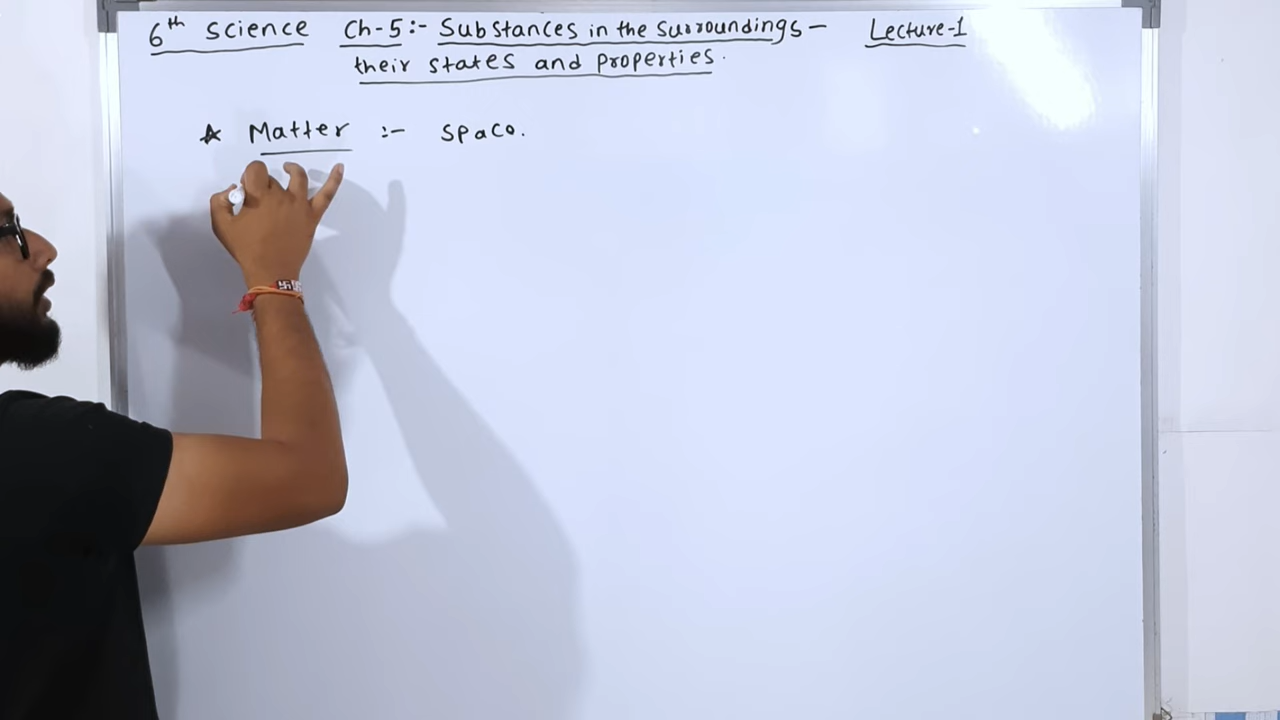 6th science Ch-5:- Substances in the surroundings- Lecture-1
their states and properties.
☆ Matter :- Space.